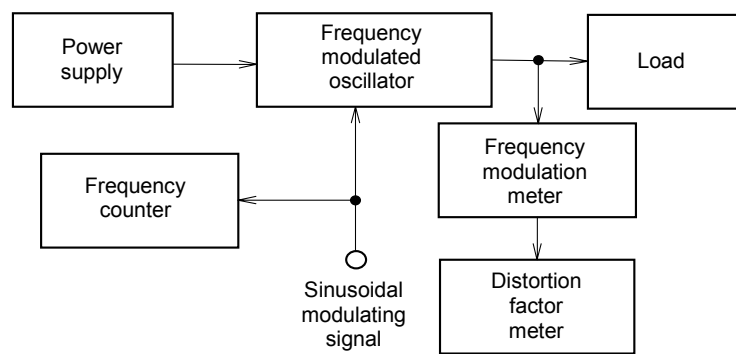 Power
supply
Frequency
modulated
oscillator
Load
Frequency
counter
Frequency
modulation
meter
Sinusoidal
modulating
signal
Distortion
factor
meter